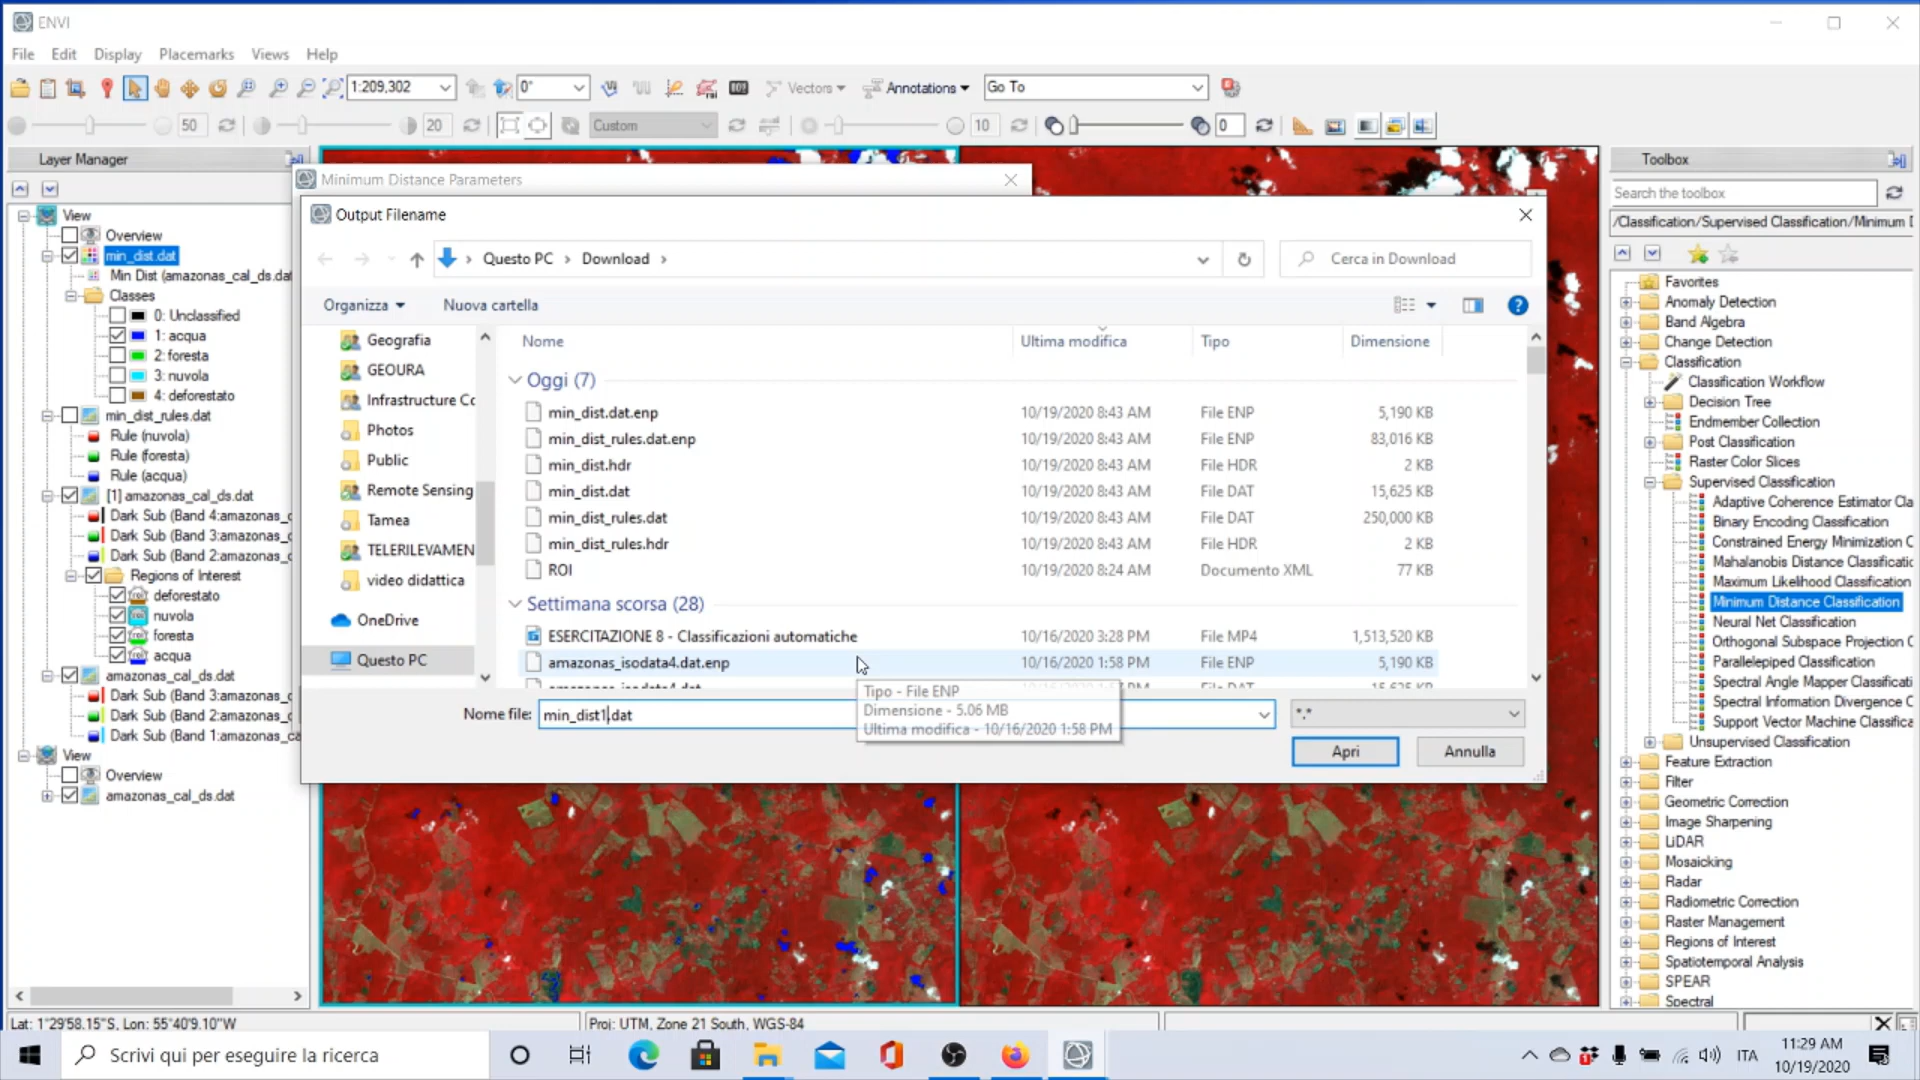 ENVI
File Edit Display Placemarks Views Help
1:209,302 0° Vectors Annotations Go To
50 20 Custom 10 0
Layer Manager
View
Overview
min_dist.dat
Min Dist (amazonas_cal_ds.dat
Classes
0: Unclassified
1: acqua
2: foresta
3: nuvola
4: deforestato
min_dist_rules.dat
Rule (nuvola)
Rule (foresta)
Rule (acqua)
[1] amazonas_cal_ds.dat
Dark Sub (Band 4:amazonas_c
Dark Sub (Band 3:amazonas_c
Dark Sub (Band 2:amazonas_c
Regions of Interest
deforestato
nuvola
foresta
acqua
amazonas_cal_ds.dat
Dark Sub (Band 3:amazonas_c
Dark Sub (Band 2:amazonas_c
Dark Sub (Band 1:amazonas_ca
View
Overview
amazonas_cal_ds.dat
Minimum Distance Parameters
Output Filename
Questo PC > Download >
Cerca in Download
Organizza Nuova cartella
Geografia
GEOURA
Infrastructure Cc
Photos
Public
Remote Sensing
Tamea
TELERILEVAMEN
video didattica
OneDrive
Questo PC
Nome Ultima modifica Tipo Dimensione
Oggi (7)
min_dist.dat.enp 10/19/2020 8:43 AM File ENP 5,190 KB
min_dist_rules.dat.enp 10/19/2020 8:43 AM File ENP 83,016 KB
min_dist.hdr 10/19/2020 8:43 AM File HDR 2 KB
min_dist.dat 10/19/2020 8:43 AM File DAT 15,625 KB
min_dist_rules.dat 10/19/2020 8:43 AM File DAT 250,000 KB
min_dist_rules.hdr 10/19/2020 8:43 AM File HDR 2 KB
ROI 10/19/2020 8:24 AM Documento XML 77 KB
Settimana scorsa (28)
ESERCITAZIONE 8 - Classificazioni automatiche 10/16/2020 3:28 PM File MP4 1,513,520 KB
amazonas_isodata4.dat.enp 10/16/2020 1:58 PM File ENP 5,190 KB
Tipo - File ENP
Dimensione - 5.06 MB
Ultima modifica - 10/16/2020 1:58 PM
Nome file: min_dist1.dat *.*
Apri Annulla
Toolbox
Search the toolbox
/Classification/Supervised Classification/Minimum D
Favorites
Anomaly Detection
Band Algebra
Change Detection
Classification
Classification Workflow
Decision Tree
Endmember Collection
Post Classification
Raster Color Slices
Supervised Classification
Adaptive Coherence Estimator Cla
Binary Encoding Classification
Constrained Energy Minimization C
Mahalanobis Distance Classificatio
Maximum Likelihood Classification
Minimum Distance Classification
Neural Net Classification
Orthogonal Subspace Projection C
Parallelepiped Classification
Spectral Angle Mapper Classificati
Spectral Information Divergence C
Support Vector Machine Classifica
Unsupervised Classification
Feature Extraction
Filter
Geometric Correction
Image Sharpening
LiDAR
Mosaicking
Radar
Radiometric Correction
Raster Management
Regions of Interest
Spatiotemporal Analysis
SPEAR
Spectral
Lat: 1°29'58.15"S, Lon: 55°40'9.10"W
Proj: UTM, Zone 21 South, WGS-84
Scrivi qui per eseguire la ricerca
ITA
11:29 AM
10/19/2020